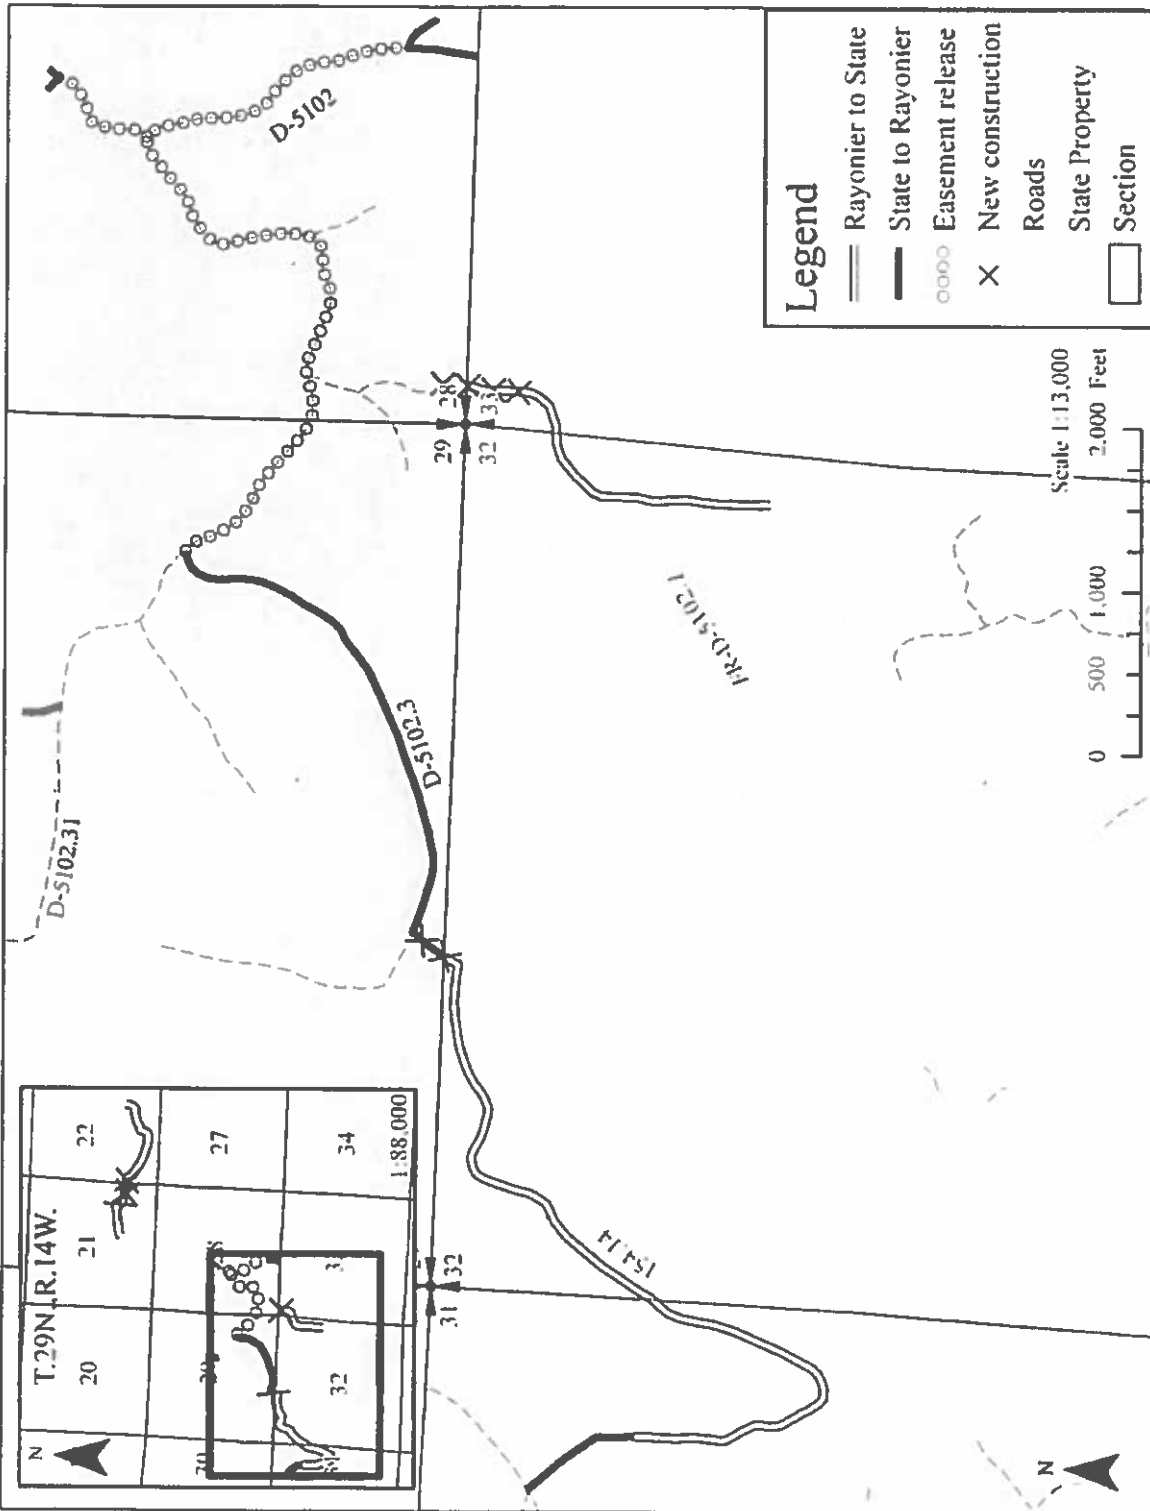 T.29N.,R.14W.
N
20
21
22
27
32
34
1:88,000
D-5102.31
D-5102
D-5102.3
29
28
32
33
31
32
154.14
FR-D-5102.1
N
Scale 1:13,000
0
500
1,000
2,000 Feet
Legend
Rayonier to State
State to Rayonier
Easement release
New construction
Roads
State Property
Section